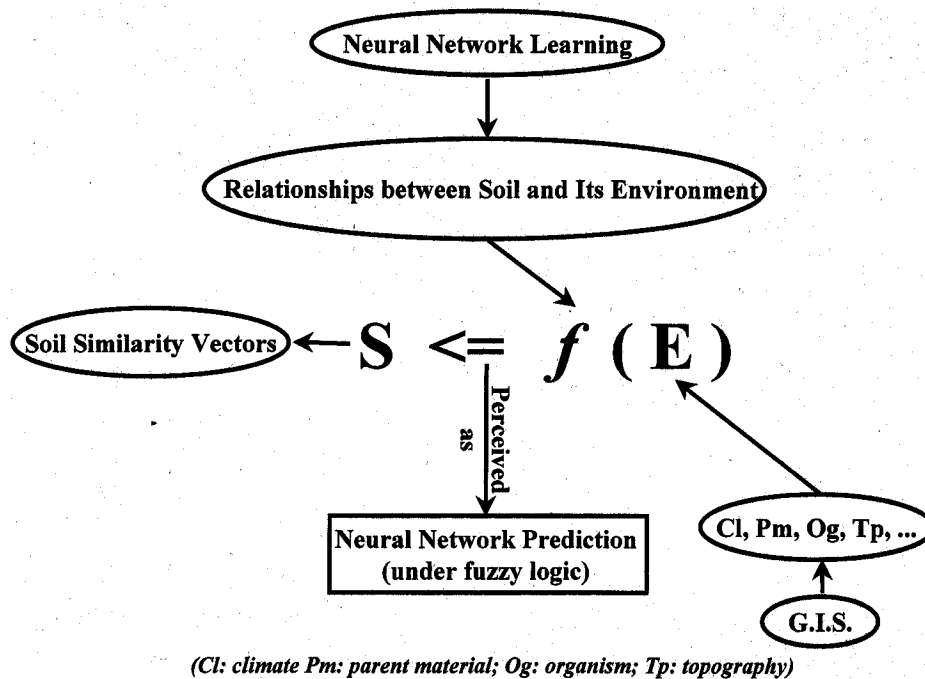 Neural Network Learning
Relationships between Soil and Its Environment
Soil Similarity Vectors
S <= f ( E )
Perceived
as
Neural Network Prediction
(under fuzzy logic)
Cl, Pm, Og, Tp, ...
G.I.S.
(Cl: climate Pm: parent material; Og: organism; Tp: topography)